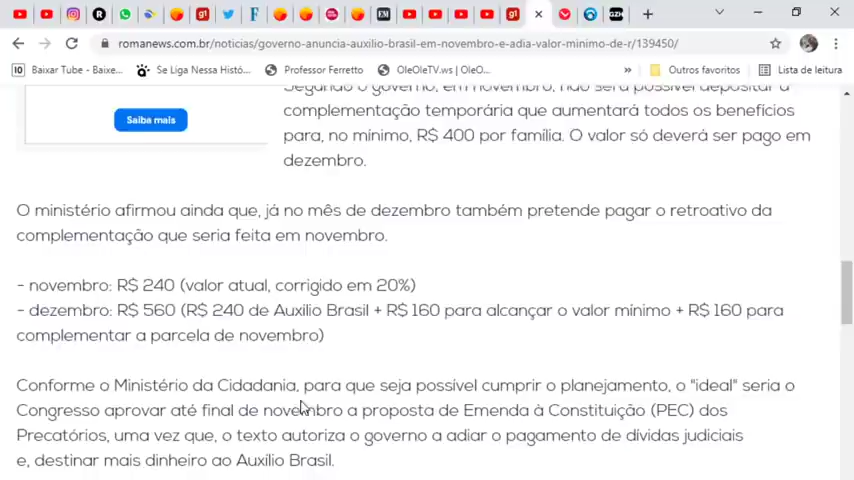 romanews.com.br/noticias/governo-anuncia-auxilio-brasil-em-novembro-e-adia-valor-minimo-de-r/139450/
Baixar Tube - Baixe...
Se Liga Nessa Histó...
Professor Ferretto
OleOleTV.ws | OleO...
»
Outros favoritos
Lista de leitura
Segundo o governo, em novembro, não será possível depositar a
Saiba mais
complementação temporária que aumentará todos os benefícios
para, no mínimo, R$ 400 por família. O valor só deverá ser pago em
dezembro.
O ministério afirmou ainda que, já no mês de dezembro também pretende pagar o retroativo da
complementação que seria feita em novembro.
- novembro: R$ 240 (valor atual, corrigido em 20%)
- dezembro: R$ 560 (R$ 240 de Auxílio Brasil + R$ 160 para alcançar o valor mínimo + R$ 160 para
complementar a parcela de novembro)
Conforme o Ministério da Cidadania, para que seja possível cumprir o planejamento, o "ideal" seria o
Congresso aprovar até final de novembro a proposta de Emenda à Constituição (PEC) dos
Precatórios, uma vez que, o texto autoriza o governo a adiar o pagamento de dívidas judiciais
e, destinar mais dinheiro ao Auxílio Brasil.